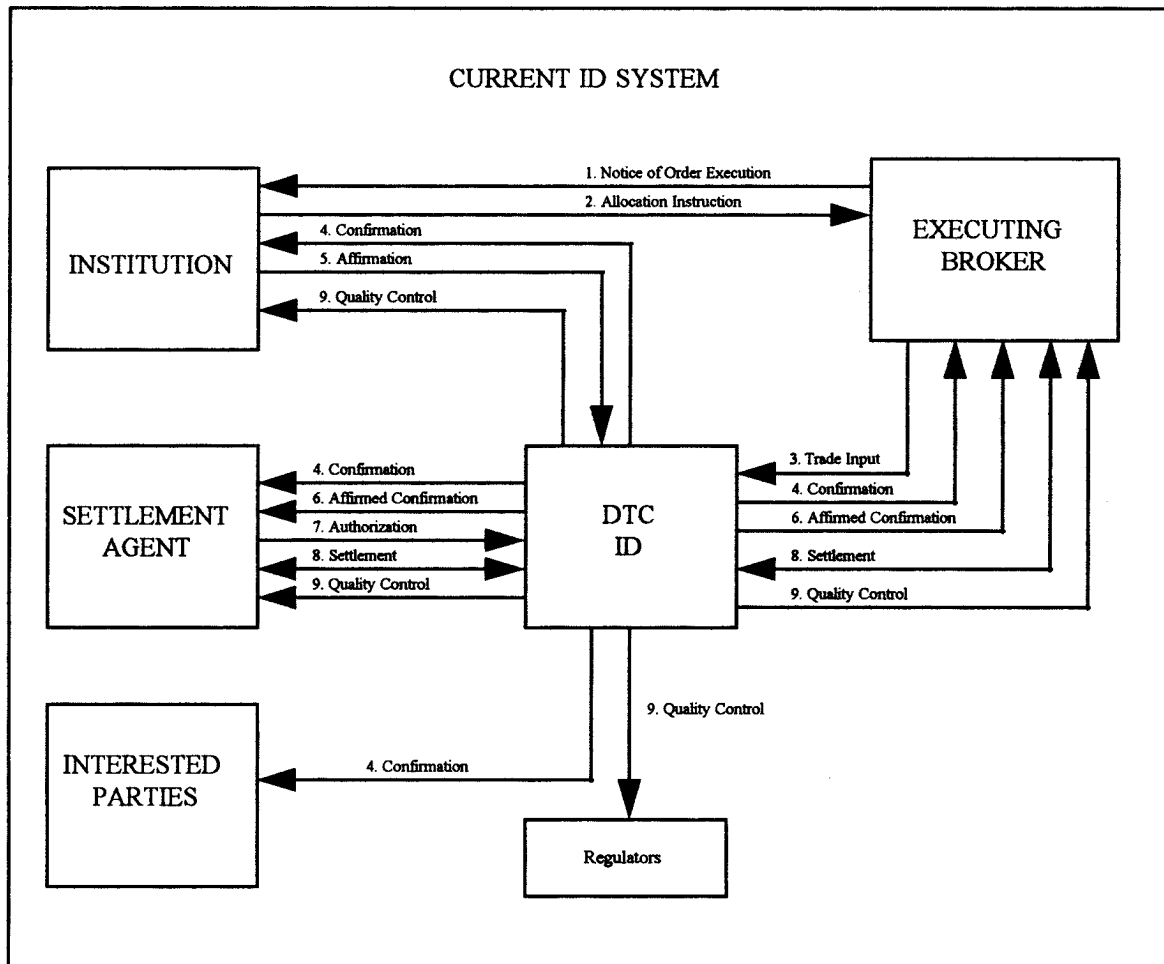 CURRENT ID SYSTEM
1. Notice of Order Execution
2. Allocation Instruction
4. Confirmation
5. Affirmation
9. Quality Control
INSTITUTION
EXECUTING
BROKER
4. Confirmation
6. Affirmed Confirmation
7. Authorization
8. Settlement
9. Quality Control
SETTLEMENT
AGENT
DTC
ID
3. Trade Input
4. Confirmation
6. Affirmed Confirmation
8. Settlement
9. Quality Control
9. Quality Control
INTERESTED
PARTIES
4. Confirmation
Regulators